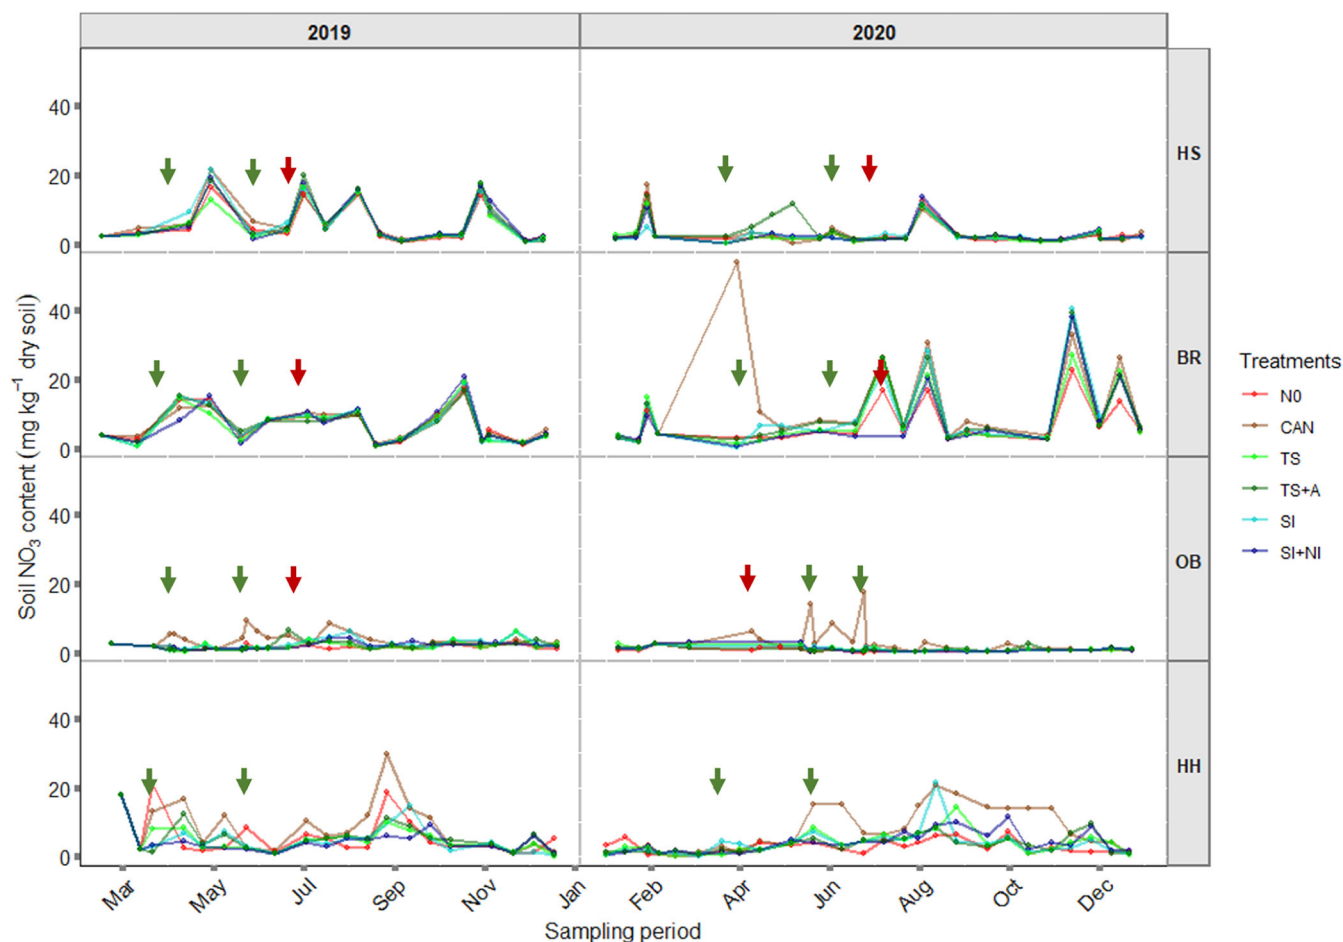 2019
2020
Soil NO₃ content (mg kg⁻¹ dry soil)
40
20
0
HS
40
20
0
BR
40
20
0
OB
40
20
0
HH
Mar
May
Jul
Sep
Nov
Jan
Feb
Apr
Jun
Aug
Oct
Dec
Sampling period
Treatments
N0
CAN
TS
TS+A
SI
SI+NI